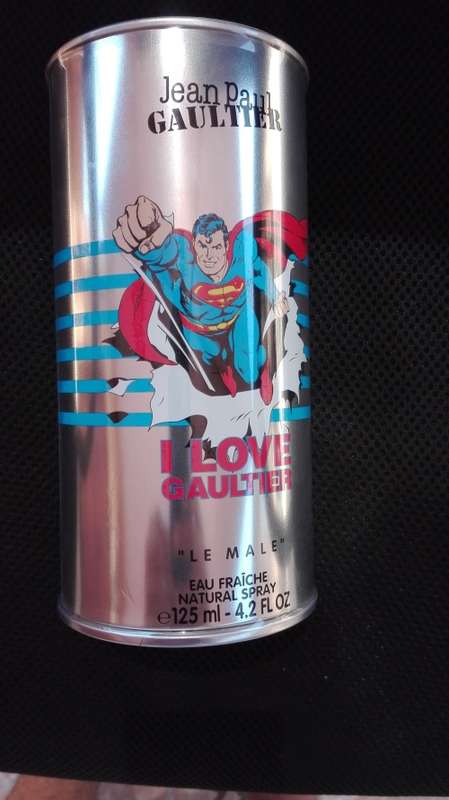 Jean Paul
GAULTIER
S
I LOVE
GAULTIER
"LE MALE"
EAU FRAÎCHE
NATURAL SPRAY
℮125 ml - 4.2 FL OZ